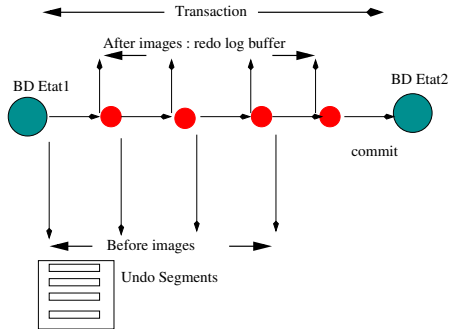 Transaction
After images : redo log buffer
BD Etat1
BD Etat2
commit
Before images
Undo Segments